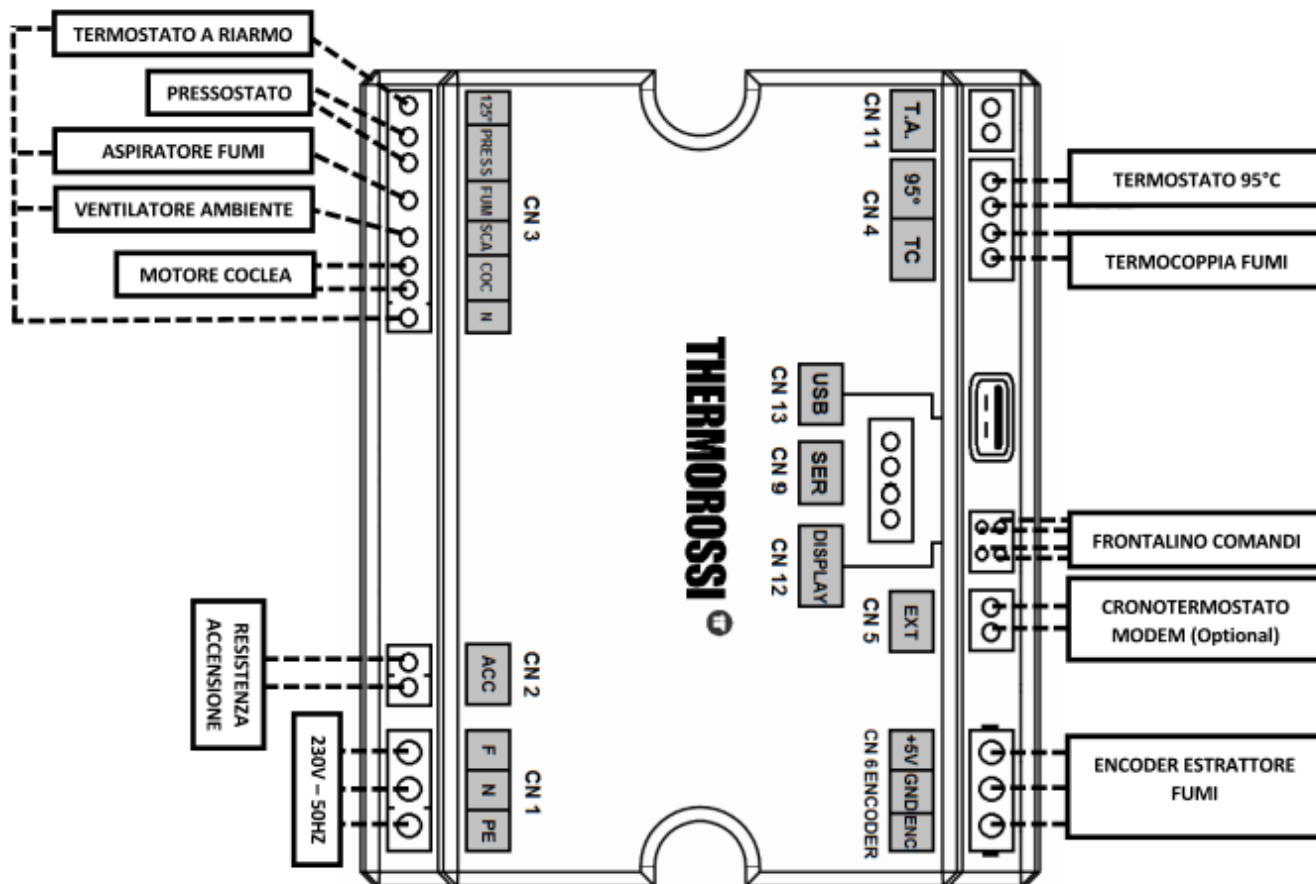 TERMOSTATO A RIARMO
PRESSOSTATO
ASPIRATORE FUMI
VENTILATORE AMBIENTE
MOTORE COCLEA
125°
PRESS
FUM
SCA
COC
N
CN 3
RESISTENZA
ACCENSIONE
ACC
CN 2
230V – 50HZ
F
N
PE
CN 1
THERMOROSSI
CN 11
T.A.
CN 4
95°
TC
TERMOSTATO 95°C
TERMOCOPPIA FUMI
CN 13
USB
CN 9
SER
CN 12
DISPLAY
FRONTALINO COMANDI
CN 5
EXT
CRONOTERMOSTATO
MODEM (Optional)
CN 6 ENCODER
+5V
GND
ENC
ENCODER ESTRATTORE
FUMI